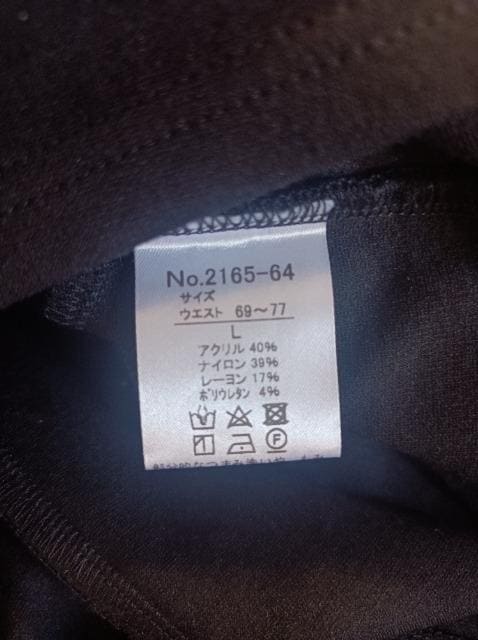 No.2165-64
サイズ
ウエスト 69～77
L
アクリル 40%
ナイロン 39%
レーヨン 17%
ポリウレタン 4%